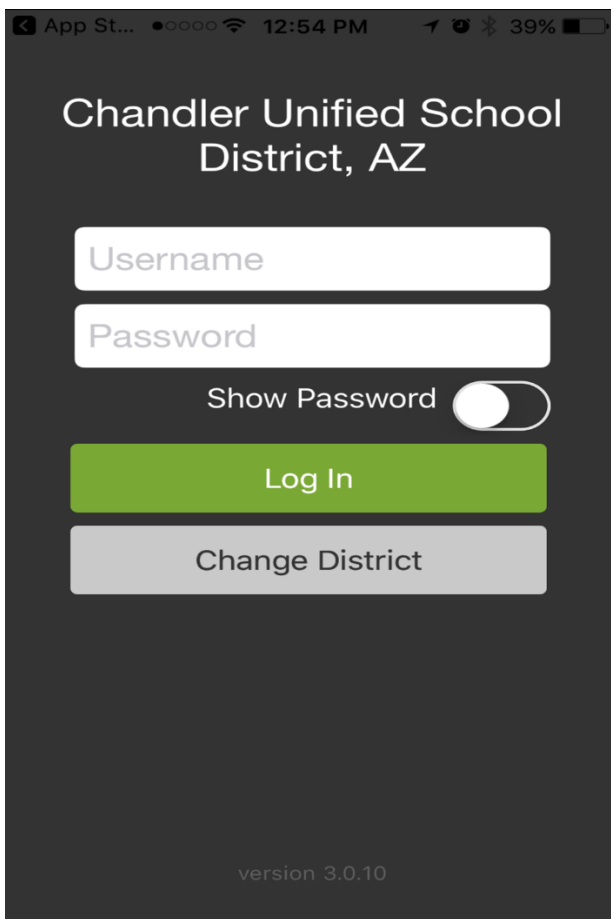 App St... 12:54 PM 39%
Chandler Unified School
District, AZ
Username
Password
Show Password
Log In
Change District
version 3.0.10